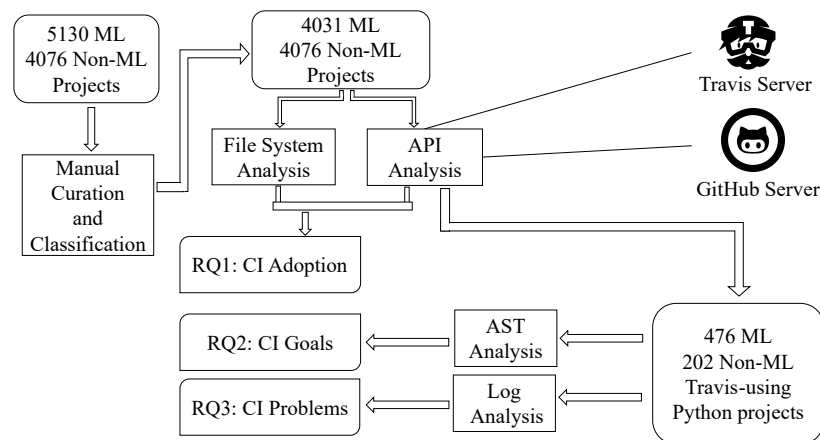 5130 ML
4076 Non-ML
Projects
4031 ML
4076 Non-ML
Projects
Travis Server
File System
Analysis
API
Analysis
GitHub Server
Manual
Curation
and
Classification
RQ1: CI Adoption
RQ2: CI Goals
AST
Analysis
476 ML
202 Non-ML
Travis-using
Python projects
RQ3: CI Problems
Log
Analysis